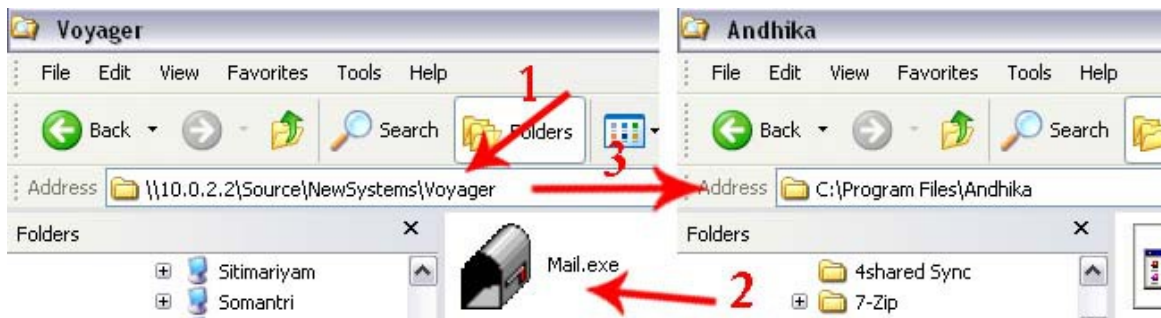 Voyager
File Edit View Favorites Tools Help
1
Back Search Folders
3
Address \\10.0.2.2\Source\NewSystems\Voyager
Folders
Sitimariyam
Somantri
Mail.exe
2
Andhika
File Edit View Favorites Tools Help
Back Search
Address C:\Program Files\Andhika
Folders
4shared Sync
7-Zip